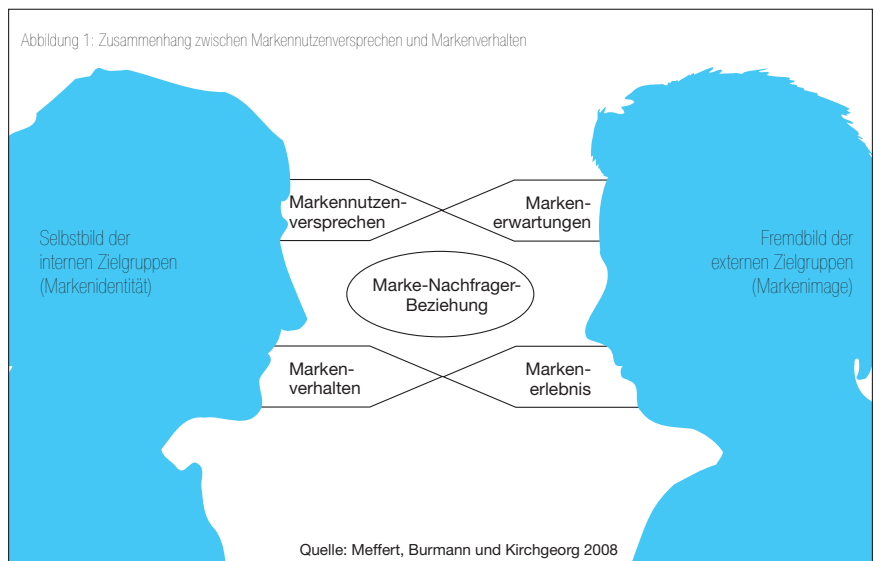 Abbildung 1: Zusammenhang zwischen Markennutzenversprechen und Markenverhalten
Markennutzen-
versprechen
Marken-
erwartungen
Selbstbild der
internen Zielgruppen
(Markenidentität)
Marke-Nachfrager-
Beziehung
Fremdbild der
externen Zielgruppen
(Markenimage)
Marken-
verhalten
Marken-
erlebnis
Quelle: Meffert, Burmann und Kirchgeorg 2008